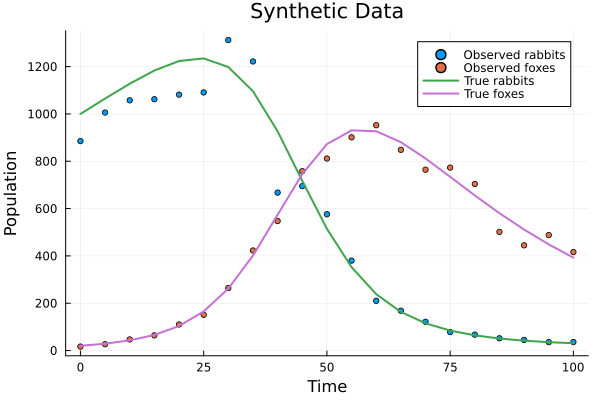 Synthetic Data
Observed rabbits
Observed foxes
True rabbits
True foxes
1200
1000
800
600
400
200
0
Population
0 25 50 75 100
Time